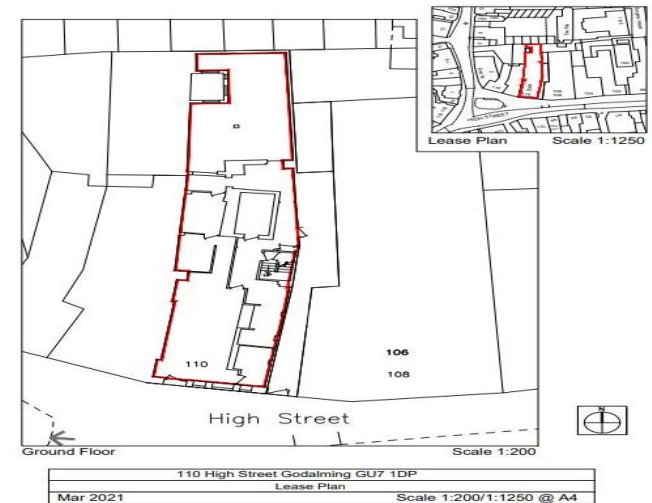 HIGH STREET
Lease Plan Scale 1:1250
110
106
108
High Street
N
Ground Floor Scale 1:200
110 High Street Godalming GU7 1DP
Lease Plan
Mar 2021 Scale 1:200/1:1250 @ A4